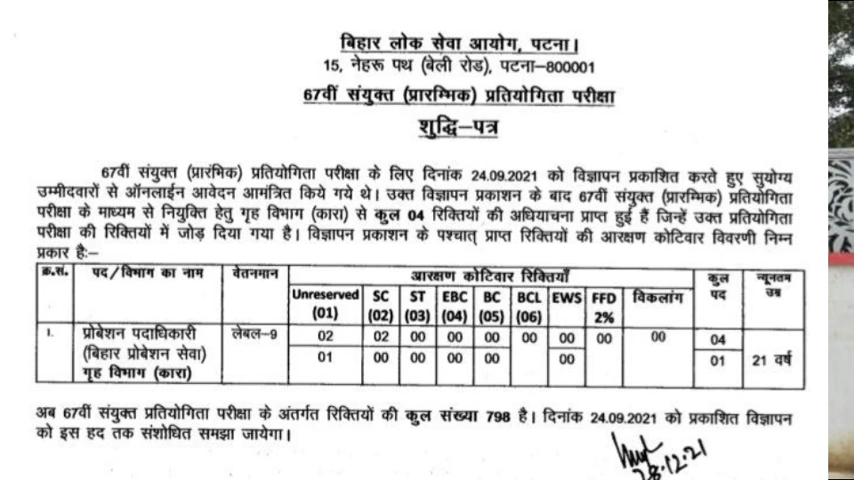 बिहार लोक सेवा आयोग, पटना।
15, नेहरू पथ (बेली रोड), पटना–800001
67वीं संयुक्त (प्रारम्भिक) प्रतियोगिता परीक्षा
शुद्धि–पत्र
67वीं संयुक्त (प्रारंभिक) प्रतियोगिता परीक्षा के लिए दिनांक 24.09.2021 को विज्ञापन प्रकाशित करते हुए सुयोग्य
उम्मीदवारों से ऑनलाईन आवेदन आमंत्रित किये गये थे। उक्त विज्ञापन प्रकाशन के बाद 67वीं संयुक्त (प्रारम्भिक) प्रतियोगिता
परीक्षा के माध्यम से नियुक्ति हेतु गृह विभाग (कारा) से कुल 04 रिक्तियों की अधियाचना प्राप्त हुई हैं जिन्हें उक्त प्रतियोगिता
परीक्षा की रिक्तियों में जोड़ दिया गया है। विज्ञापन प्रकाशन के पश्चात् प्राप्त रिक्तियों की आरक्षण कोटिवार विवरणी निम्न
प्रकार है:–
क्र.सं. पद/विभाग का नाम वेतनमान आरक्षण कोटिवार रिक्तियाँ कुल पद न्यूनतम उम्र
Unreserved (01) SC (02) ST (03) EBC (04) BC (05) BCL (06) EWS FFD 2% विकलांग
1. प्रोबेशन पदाधिकारी लेबल–9 02 02 00 00 00 00 00 00 00 04
(बिहार प्रोबेशन सेवा) 01 00 00 00 00 00 01 21 वर्ष
गृह विभाग (कारा)
अब 67वीं संयुक्त प्रतियोगिता परीक्षा के अंतर्गत रिक्तियों की कुल संख्या 798 है। दिनांक 24.09.2021 को प्रकाशित विज्ञापन
को इस हद तक संशोधित समझा जायेगा।
28.12.21